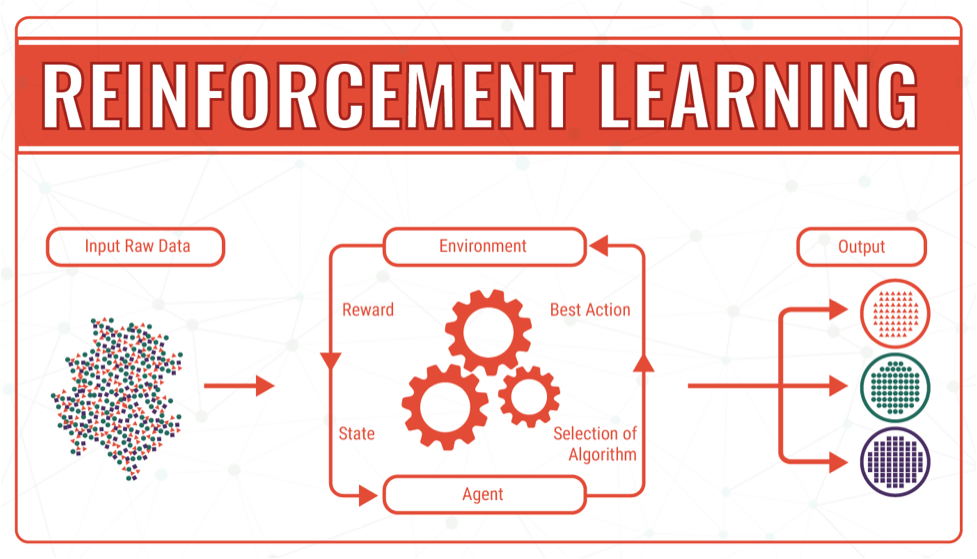 REINFORCEMENT LEARNING
Input Raw Data
Environment
Output
Reward
Best Action
State
Selection of
Algorithm
Agent